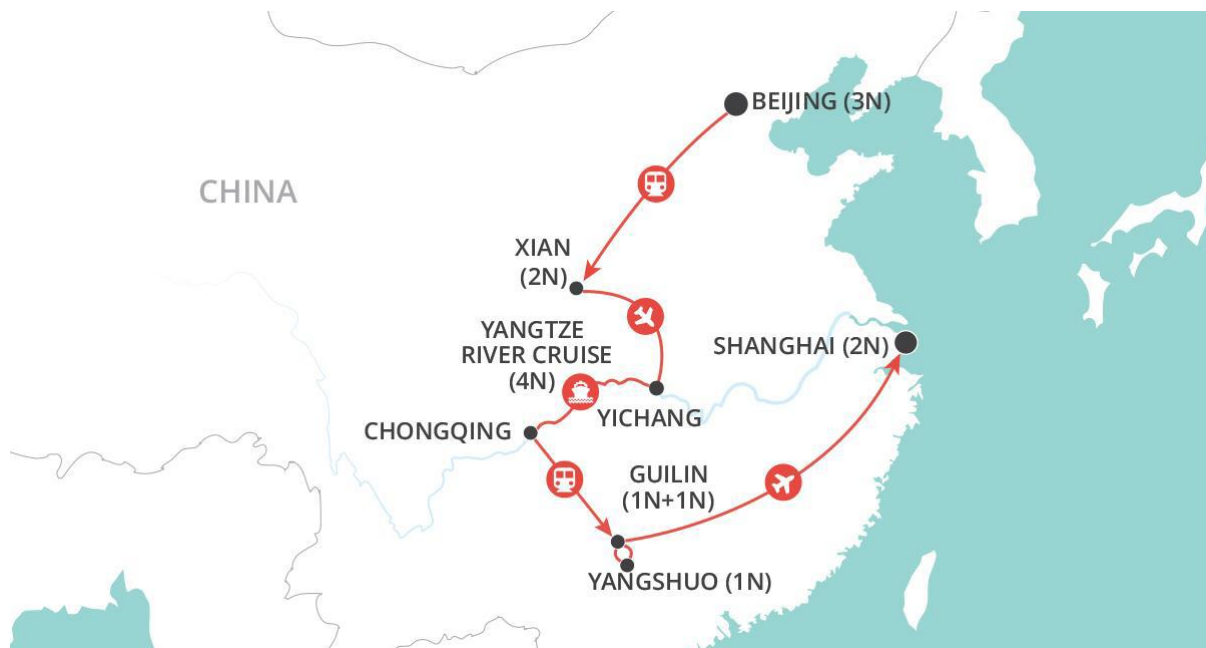 BEIJING (3N)
CHINA
XIAN
(2N)
YANGTZE
RIVER CRUISE
(4N)
SHANGHAI (2N)
YICHANG
CHONGQING
GUILIN
(1N+1N)
YANGSHUO (1N)